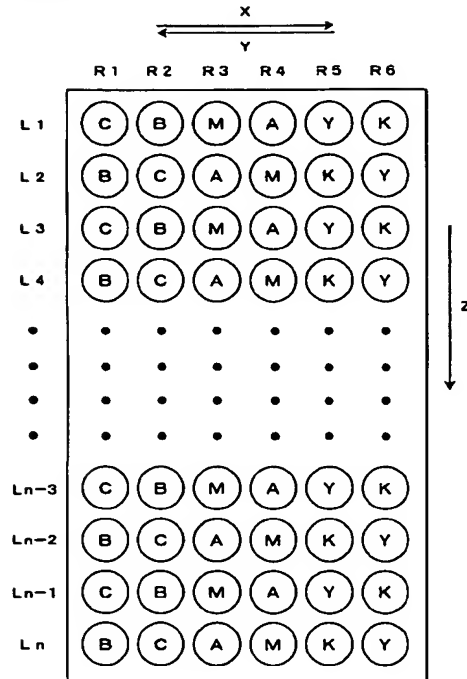 X
Y
R1 R2 R3 R4 R5 R6
L1 C B M A Y K
L2 B C A M K Y
L3 C B M A Y K
L4 B C A M K Y
Z
Ln-3 C B M A Y K
Ln-2 B C A M K Y
Ln-1 C B M A Y K
Ln B C A M K Y